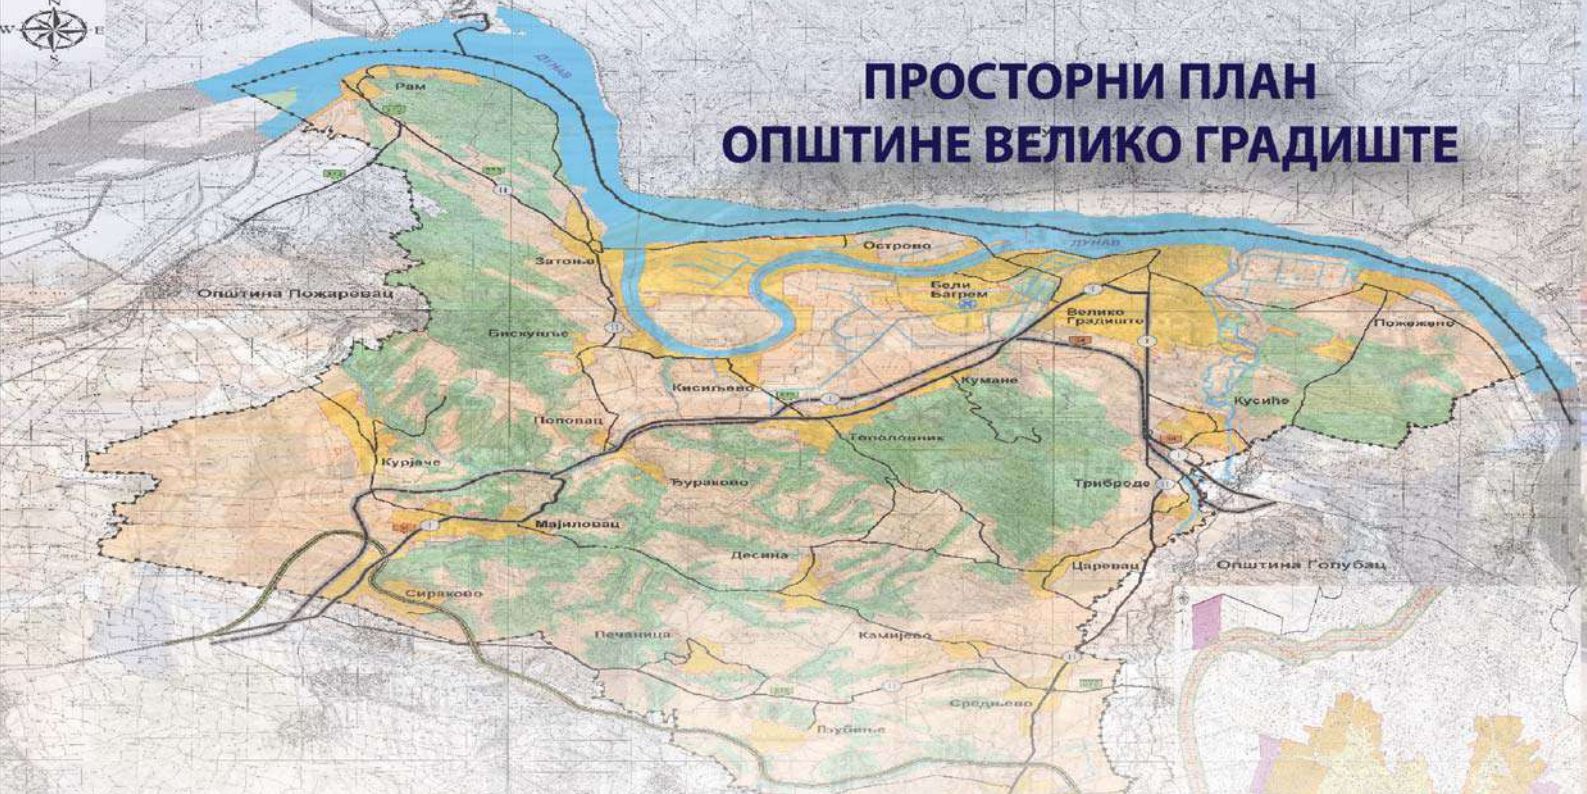 N
W
E
S
ПРОСТОРНИ ПЛАН
ОПШТИНЕ ВЕЛИКО ГРАДИШТЕ
ДУНАВ
Рам
Острово
ДУНАВ
Затоње
Бели
Багрем
Општина Пожаревац
Велико
Градиште
Пожежено
Бискупље
Кисиљево
Кумане
Кусиће
Поповац
Тополовник
Курјаче
Ђураково
Триброде
Мајиловац
Десина
Царевац
Општина Голубац
Сираково
Печаница
Камијево
Средњево
Љубиње